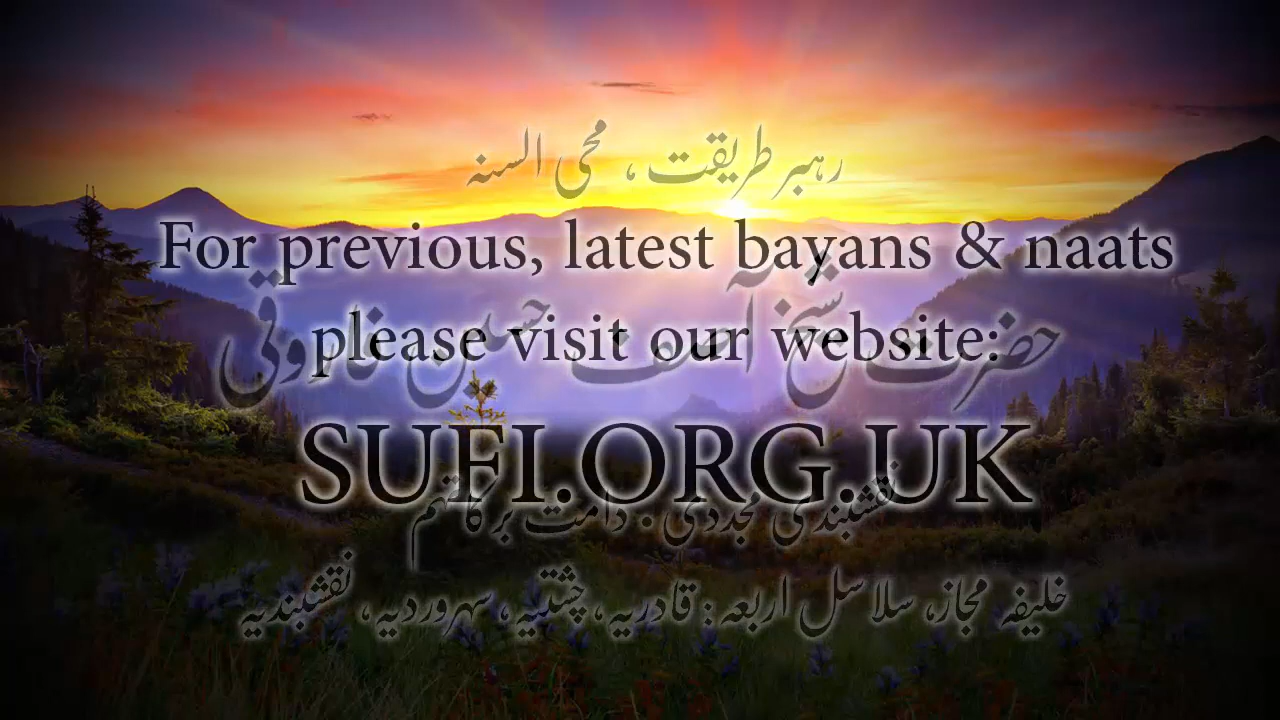 رہبر طریقت، محی السنہ
For previous, latest bayans & naats
حضرت شیخ آصف حسین فاروقی
please visit our website:
SUFI.ORG.UK
نقشبندی مجددی . دامت برکاتہم
خلیفہ مجاز، سلاسل اربعہ: قادریہ، چشتیہ، سہروردیہ، نقشبندیہ